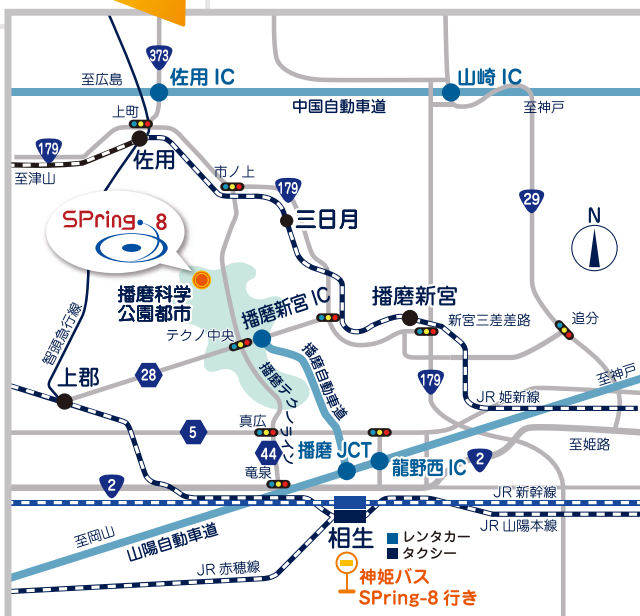 373
佐用 IC
山崎 IC
至広島
中国自動車道
至神戸
上町
179
佐用
至津山
市ノ上
179
三日月
29
N
SPring-8
播磨科学
公園都市
播磨新宮 IC
播磨新宮
新宮三差差路
追分
テクノ中央
智頭急行線
上郡
28
播磨テクノライン
播磨自動車道
179
JR 姫新線
至神戸
5
真広
44
播磨 JCT
龍野西 IC
2
至姫路
竜泉
2
JR 新幹線
JR 山陽本線
至岡山
山陽自動車道
相生
レンタカー
タクシー
JR 赤穂線
神姫バス
SPring-8 行き